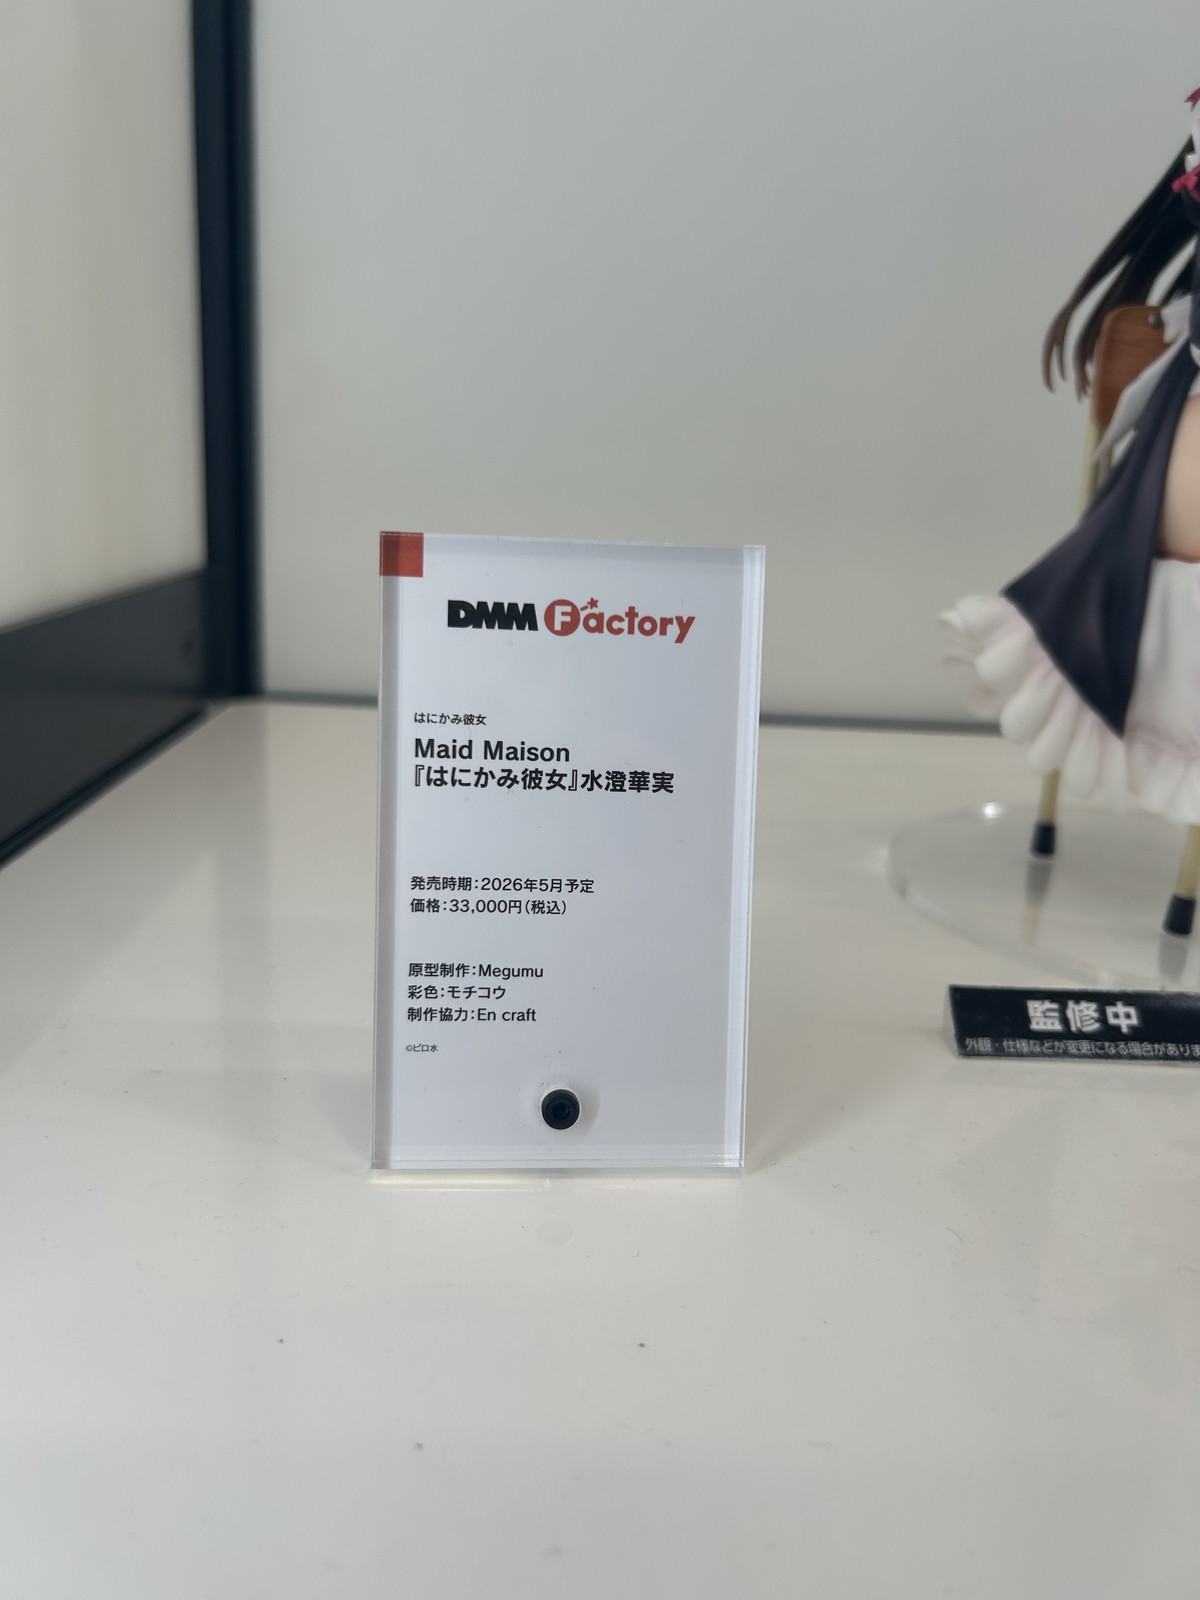 DMM Factory
はにかみ彼女
Maid Maison
『はにかみ彼女』水澄華実
発売時期：2026年5月予定
価格：33,000円（税込）
原型制作：Megumu
彩色：モチコウ
制作協力：En craft
©ピロ水
監修中
外観・仕様などが変更になる場合があります